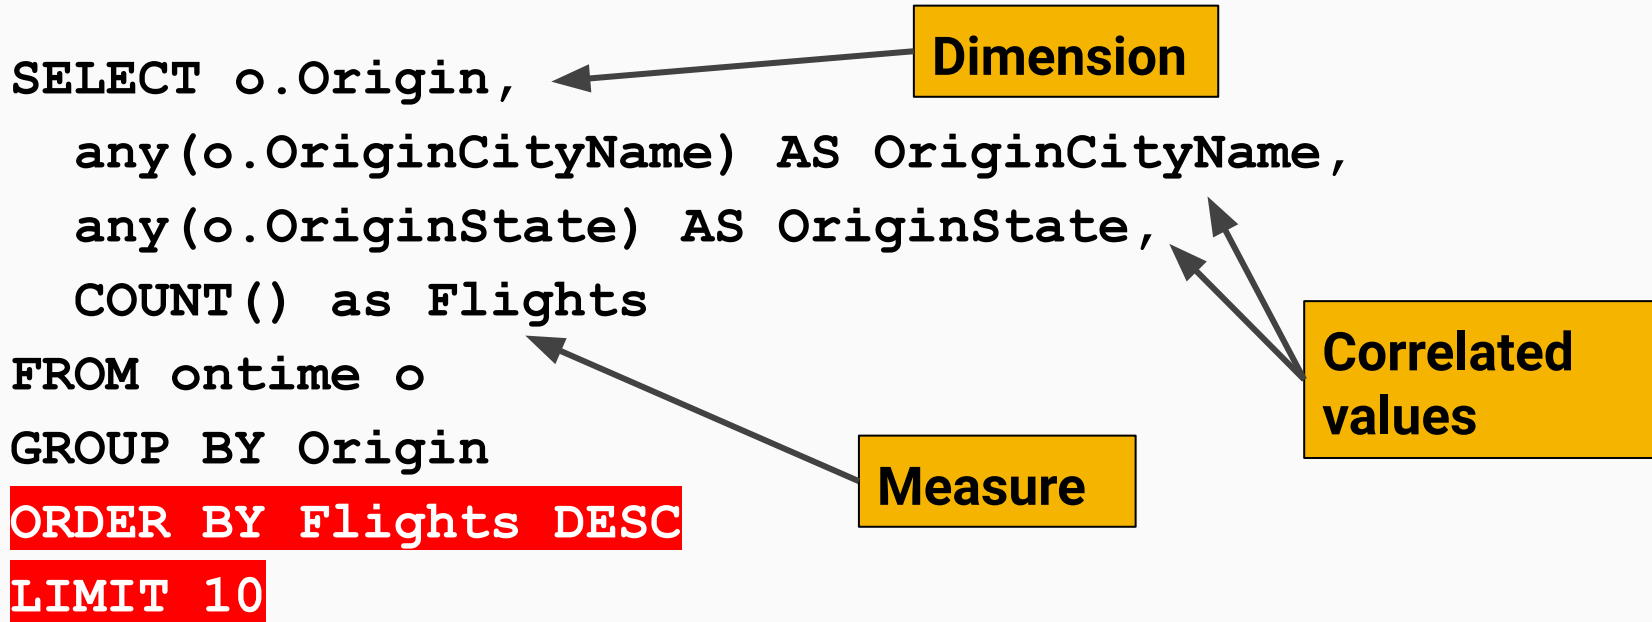 SELECT o.Origin,
Dimension
any(o.OriginCityName) AS OriginCityName,
any(o.OriginState) AS OriginState,
COUNT() as Flights
Correlated
values
FROM ontime o
GROUP BY Origin
Measure
ORDER BY Flights DESC
LIMIT 10